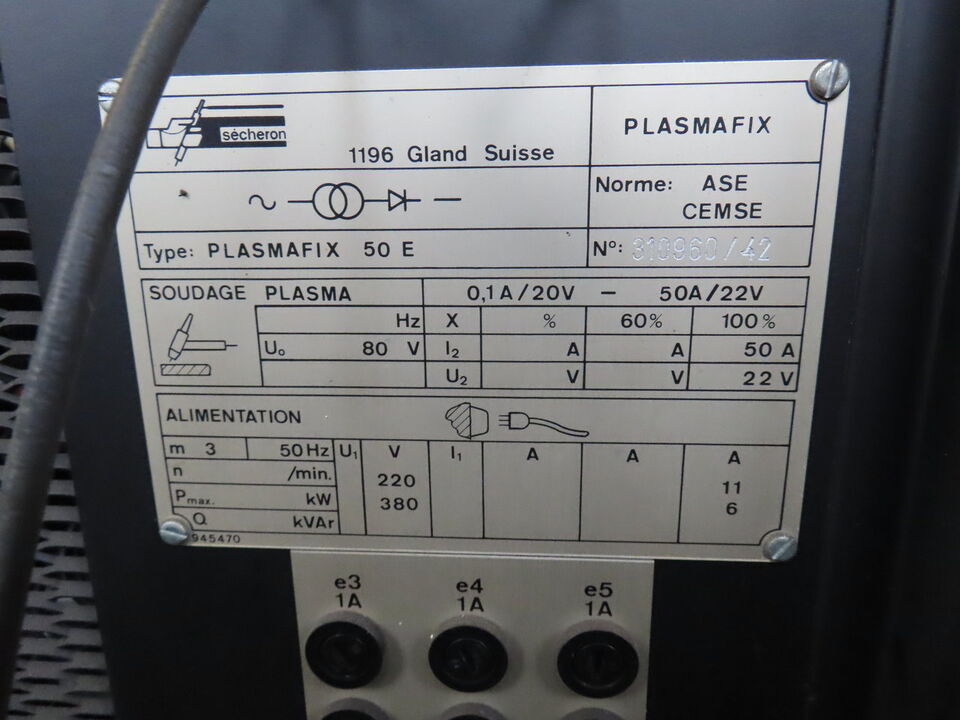 sécheron
1196 Gland Suisse
PLASMAFIX
Norme: ASE
CEMSE
Type: PLASMAFIX 50 E
N°: 310960/42
SOUDAGE PLASMA 0,1A/20V – 50A/22V
Hz X % 60% 100%
U₀ 80 V I₂ A A 50 A
U₂ V V 22 V
ALIMENTATION
m 3 50Hz U₁ V I₁ A A A
n /min. 220 11
Pmax. kW 380 6
Q kVAr
945470
e3 e4 e5
1A 1A 1A